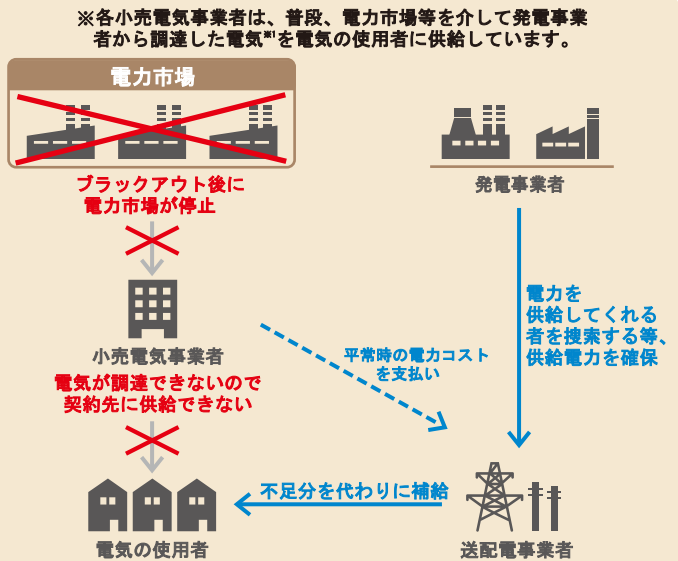 ※各小売電気事業者は、普段、電力市場等を介して発電事業
者から調達した電気※1を電気の使用者に供給しています。
電力市場
ブラックアウト後に
電力市場が停止
発電事業者
電力を
供給してくれる
者を捜索する等、
供給電力を確保
小売電気事業者
平常時の電力コスト
を支払い
電気が調達できないので
契約先に供給できない
不足分を代わりに補給
電気の使用者
送配電事業者